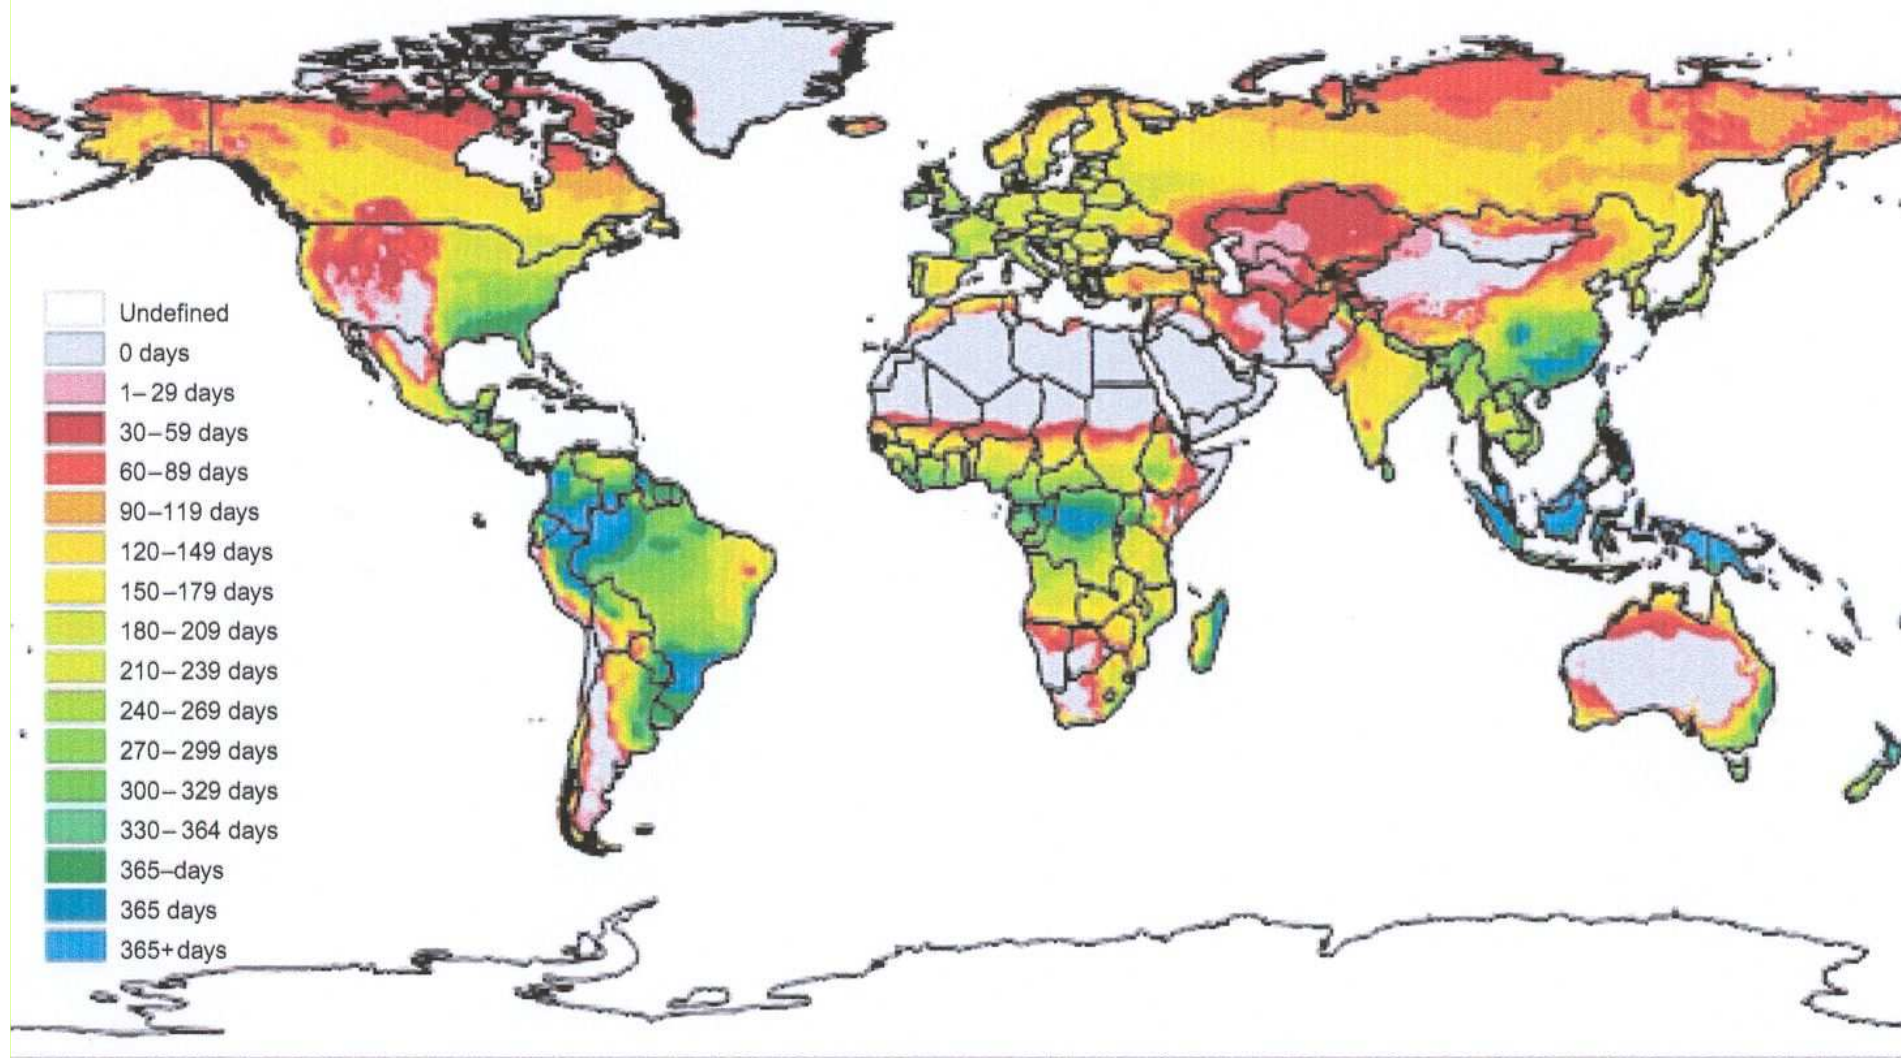 Undefined
0 days
1–29 days
30–59 days
60–89 days
90–119 days
120–149 days
150–179 days
180–209 days
210–239 days
240–269 days
270–299 days
300–329 days
330–364 days
365–days
365 days
365+days